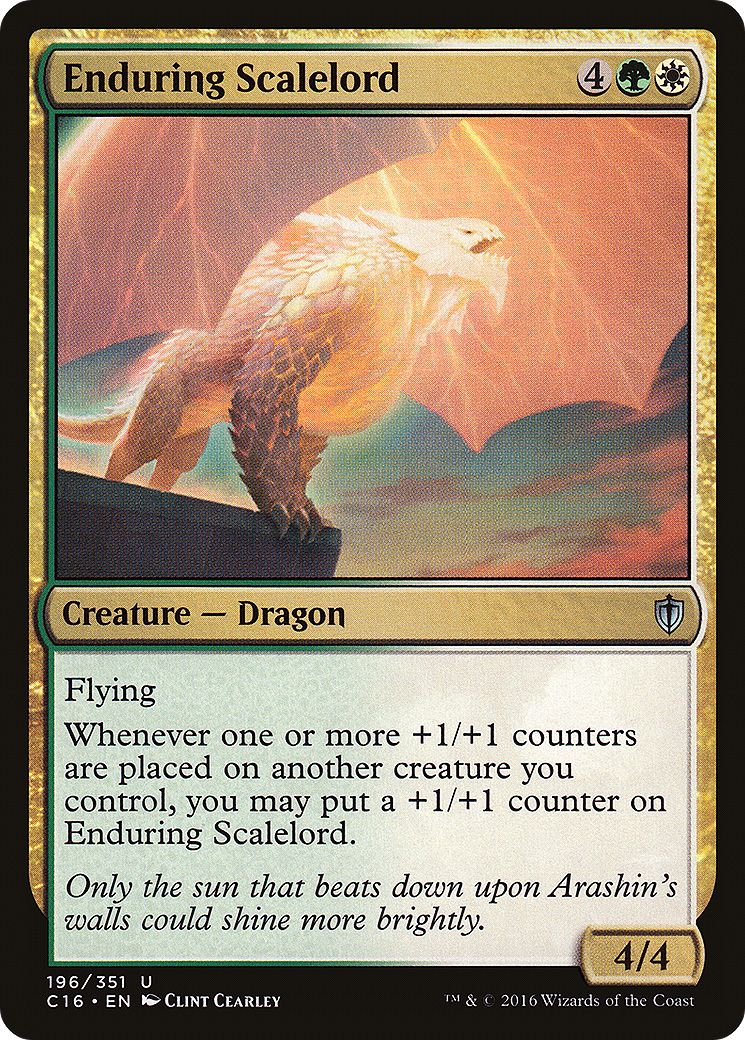 Enduring Scalelord 4
Creature — Dragon
Flying
Whenever one or more +1/+1 counters
are placed on another creature you
control, you may put a +1/+1 counter on
Enduring Scalelord.
Only the sun that beats down upon Arashin's
walls could shine more brightly.
4/4
196/351 U
C16 • EN Clint Cearley
™ & © 2016 Wizards of the Coast